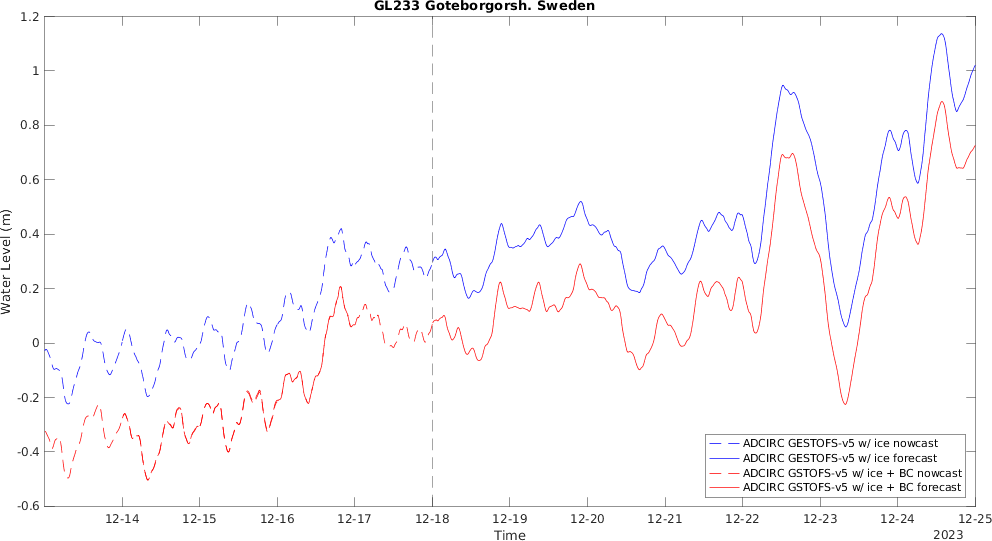 GL233 Goteborgorsh. Sweden
1.2
1
0.8
0.6
0.4
0.2
0
-0.2
-0.4
-0.6
Water Level (m)
ADCIRC GESTOFS-v5 w/ ice nowcast
ADCIRC GESTOFS-v5 w/ ice forecast
ADCIRC GSTOFS-v5 w/ ice + BC nowcast
ADCIRC GSTOFS-v5 w/ ice + BC forecast
12-14 12-15 12-16 12-17 12-18 12-19 12-20 12-21 12-22 12-23 12-24 12-25
Time 2023